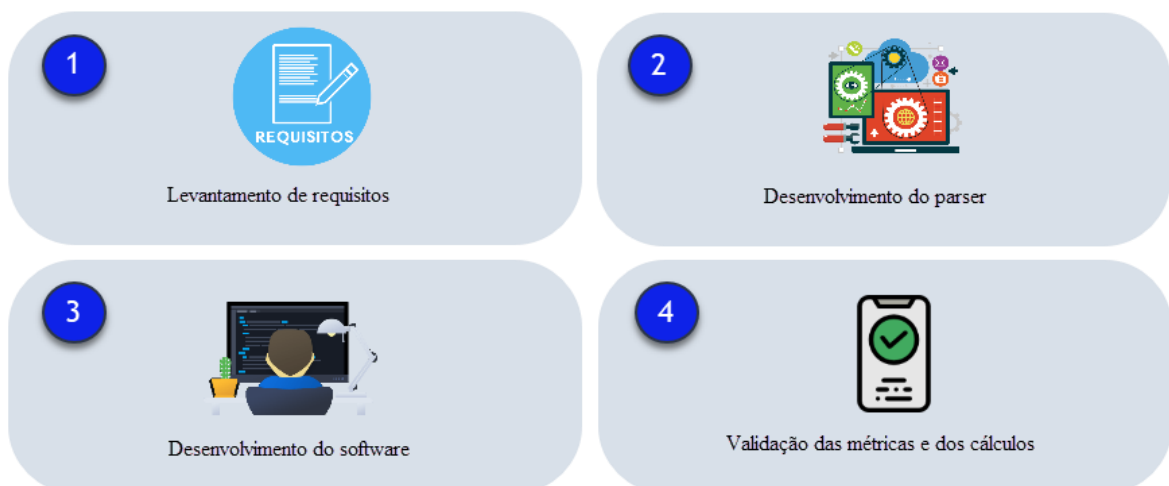 1
REQUISITOS
Levantamento de requisitos
2
Desenvolvimento do parser
3
Desenvolvimento do software
4
Validação das métricas e dos cálculos